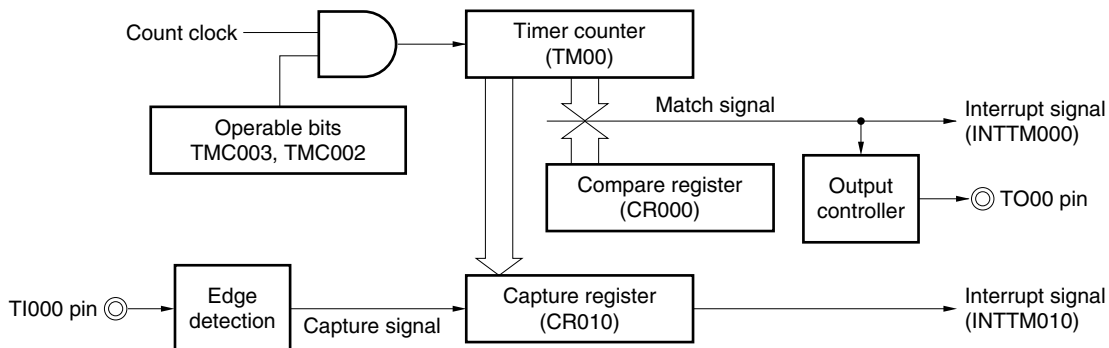 Count clock
Timer counter
(TM00)
Operable bits
TMC003, TMC002
Match signal
Interrupt signal
(INTTM000)
Compare register
(CR000)
Output
controller
TO00 pin
TI000 pin
Edge
detection
Capture signal
Capture register
(CR010)
Interrupt signal
(INTTM010)